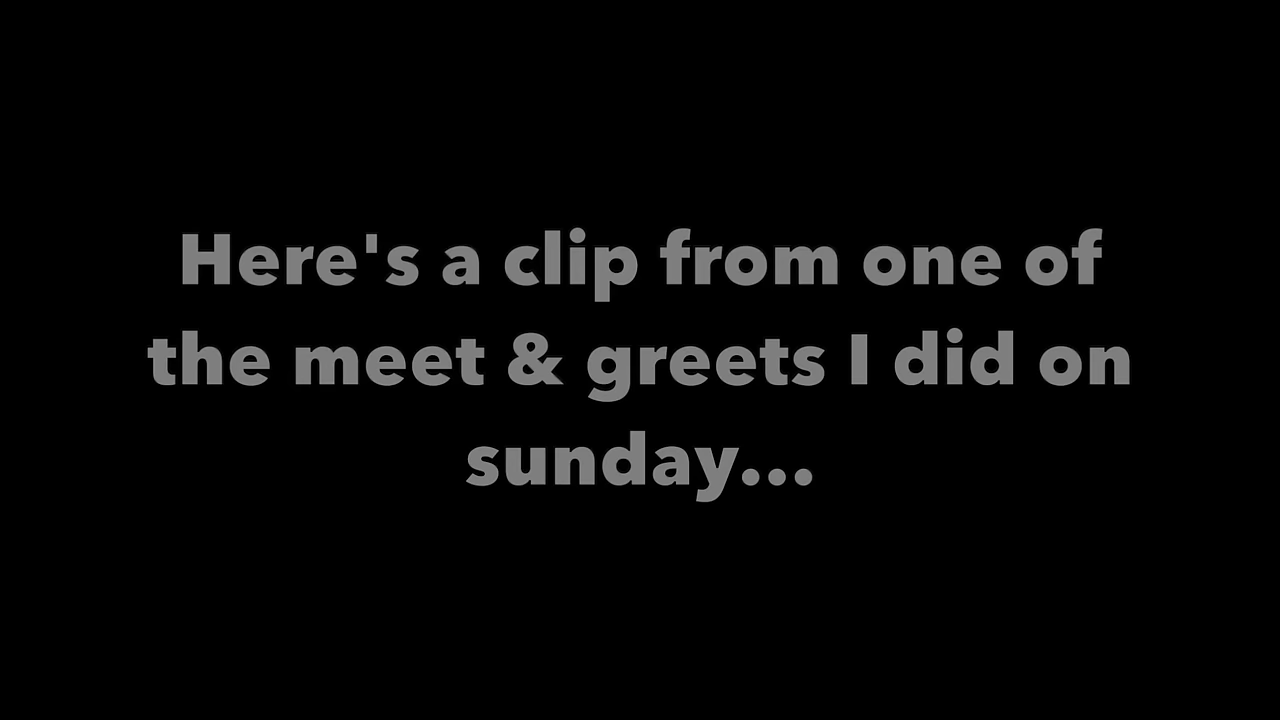 Here's a clip from one of
the meet & greets I did on
sunday...